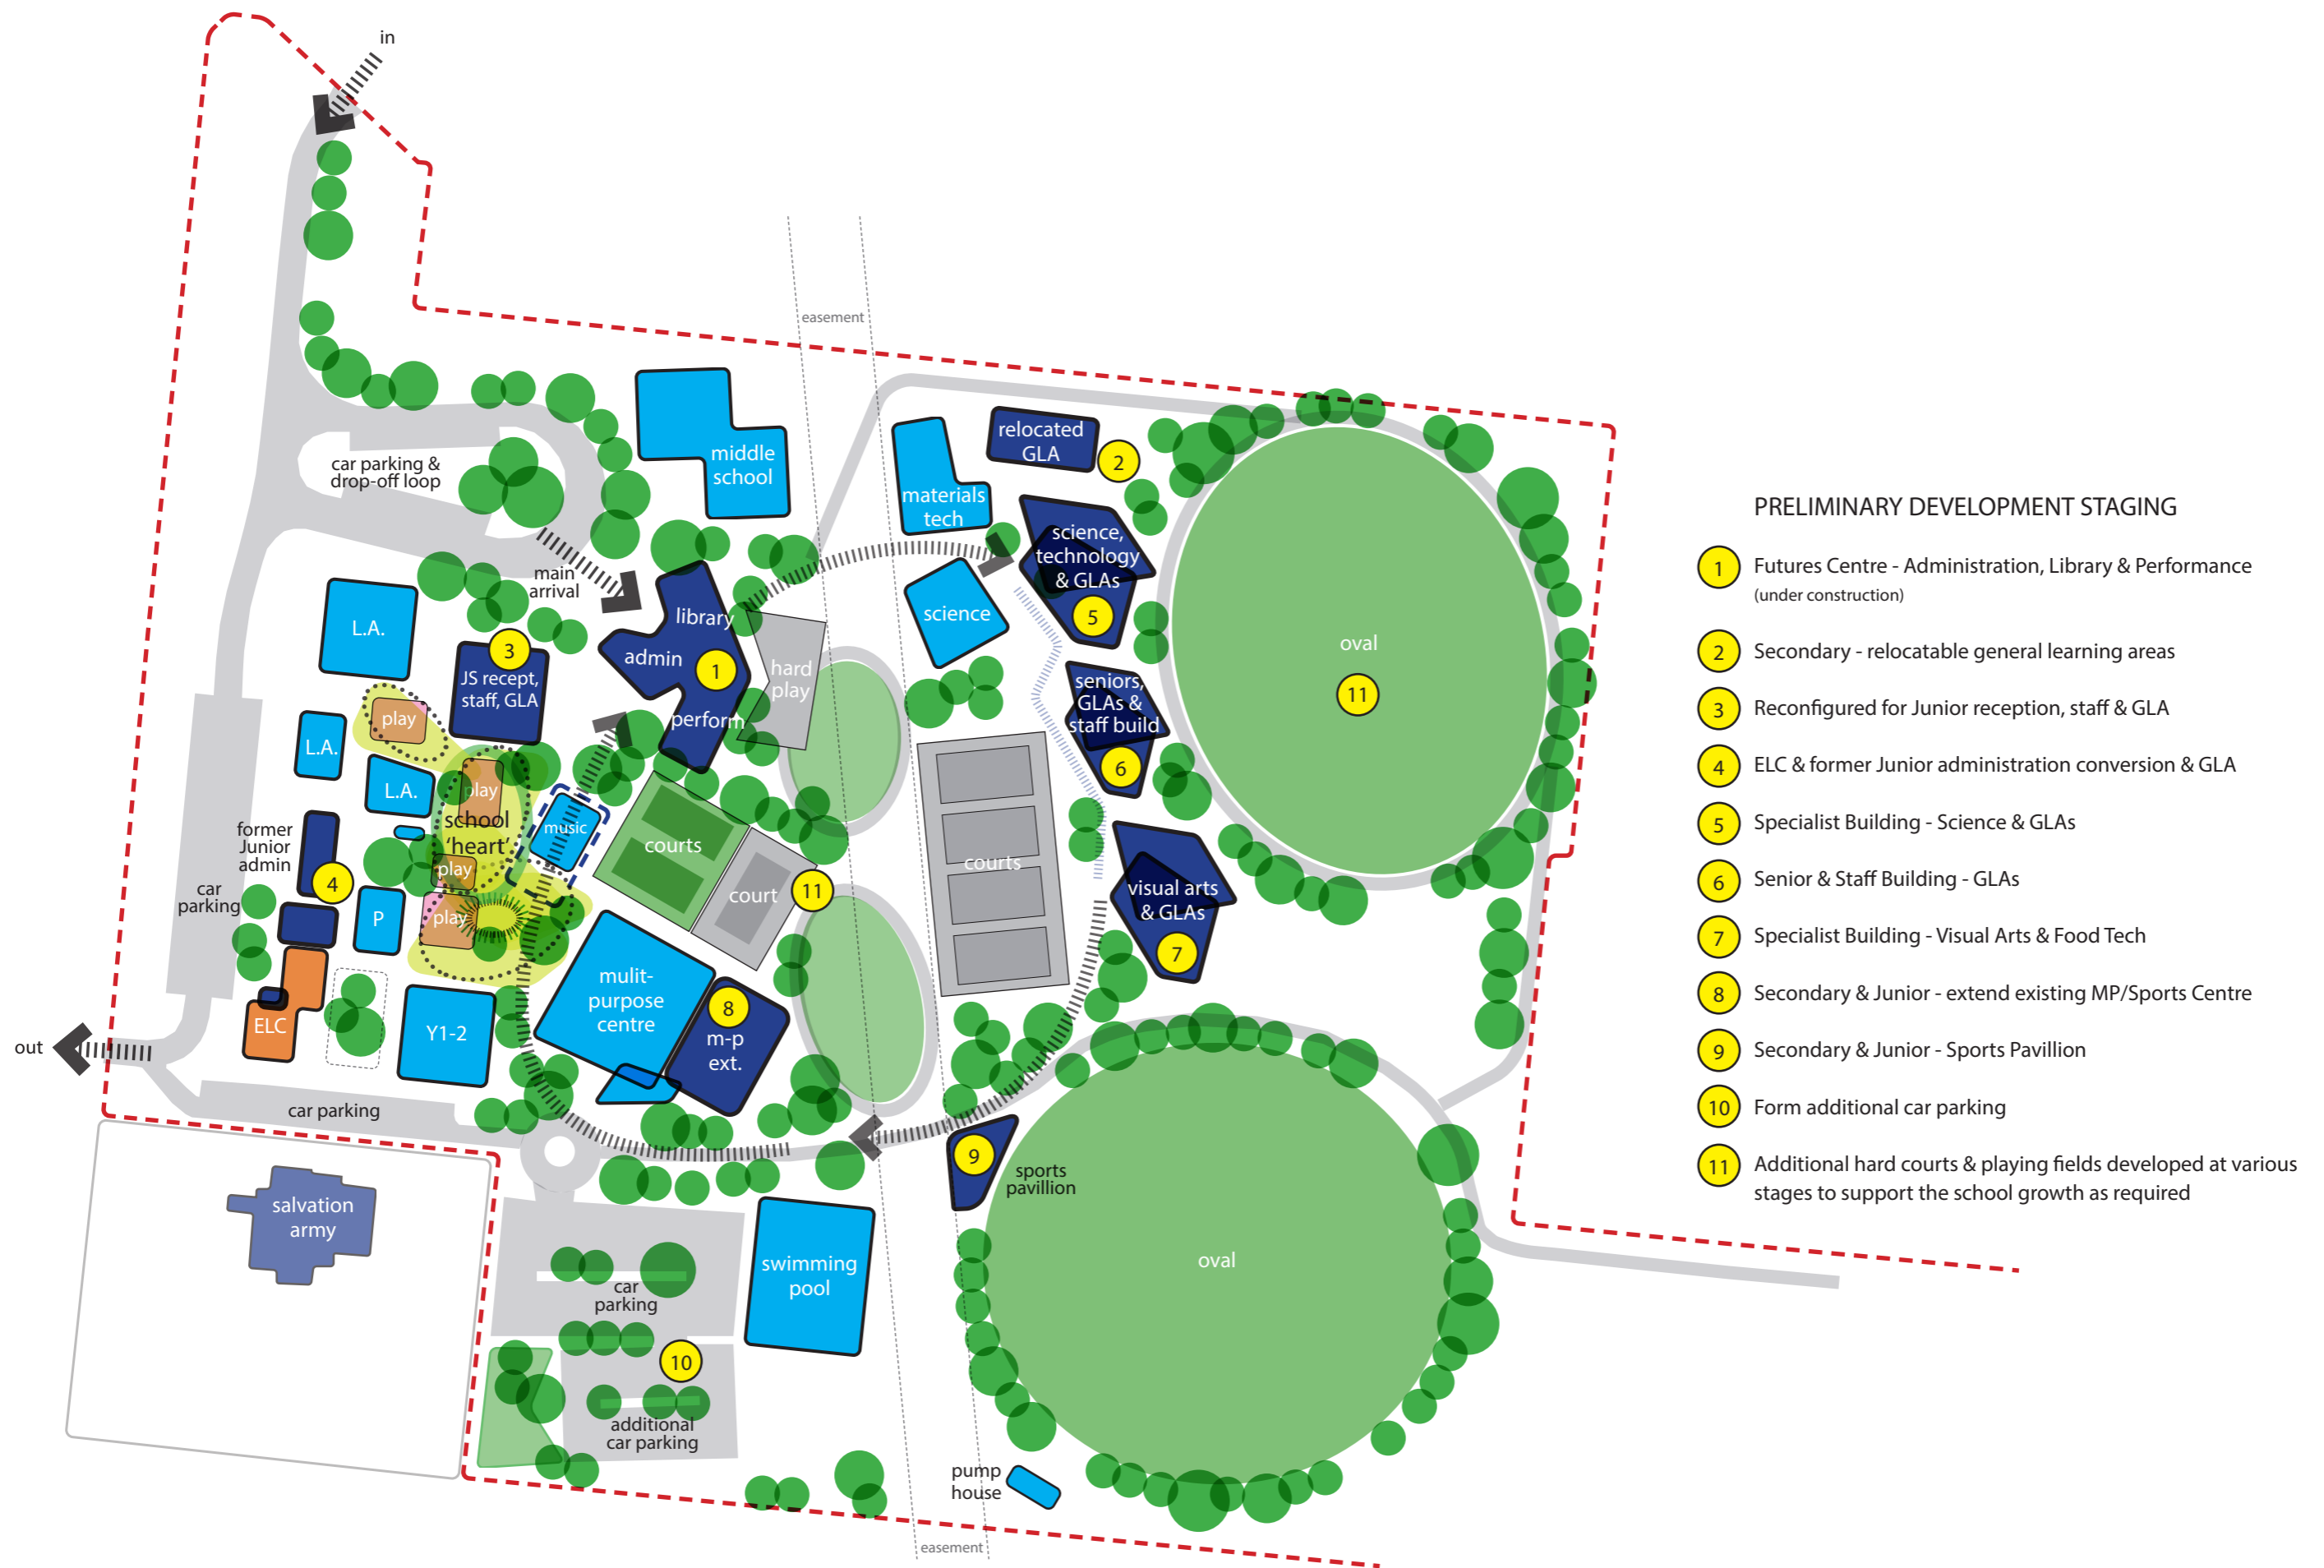 in
easement
middle
school
relocated
GLA
2
car parking &
drop-off loop
materials
tech
science,
technology
& GLAs
5
main
arrival
library
admin
1
perform
hard
play
science
L.A.
3
JS recept,
staff, GLA
oval
11
seniors,
GLAs &
staff build
6
play
L.A.
L.A.
play
school
'heart'
music
courts
courts
former
Junior
admin
4
car
parking
play
court
11
visual arts
& GLAs
7
P
play
mulit-
purpose
centre
8
m-p
ext.
ELC
Y1-2
out
car parking
9
sports
pavillion
salvation
army
swimming
pool
oval
car
parking
10
additional
car parking
pump
house
easement
PRELIMINARY DEVELOPMENT STAGING
1 Futures Centre - Administration, Library & Performance
(under construction)
2 Secondary - relocatable general learning areas
3 Reconfigured for Junior reception, staff & GLA
4 ELC & former Junior administration conversion & GLA
5 Specialist Building - Science & GLAs
6 Senior & Staff Building - GLAs
7 Specialist Building - Visual Arts & Food Tech
8 Secondary & Junior - extend existing MP/Sports Centre
9 Secondary & Junior - Sports Pavillion
10 Form additional car parking
11 Additional hard courts & playing fields developed at various
stages to support the school growth as required